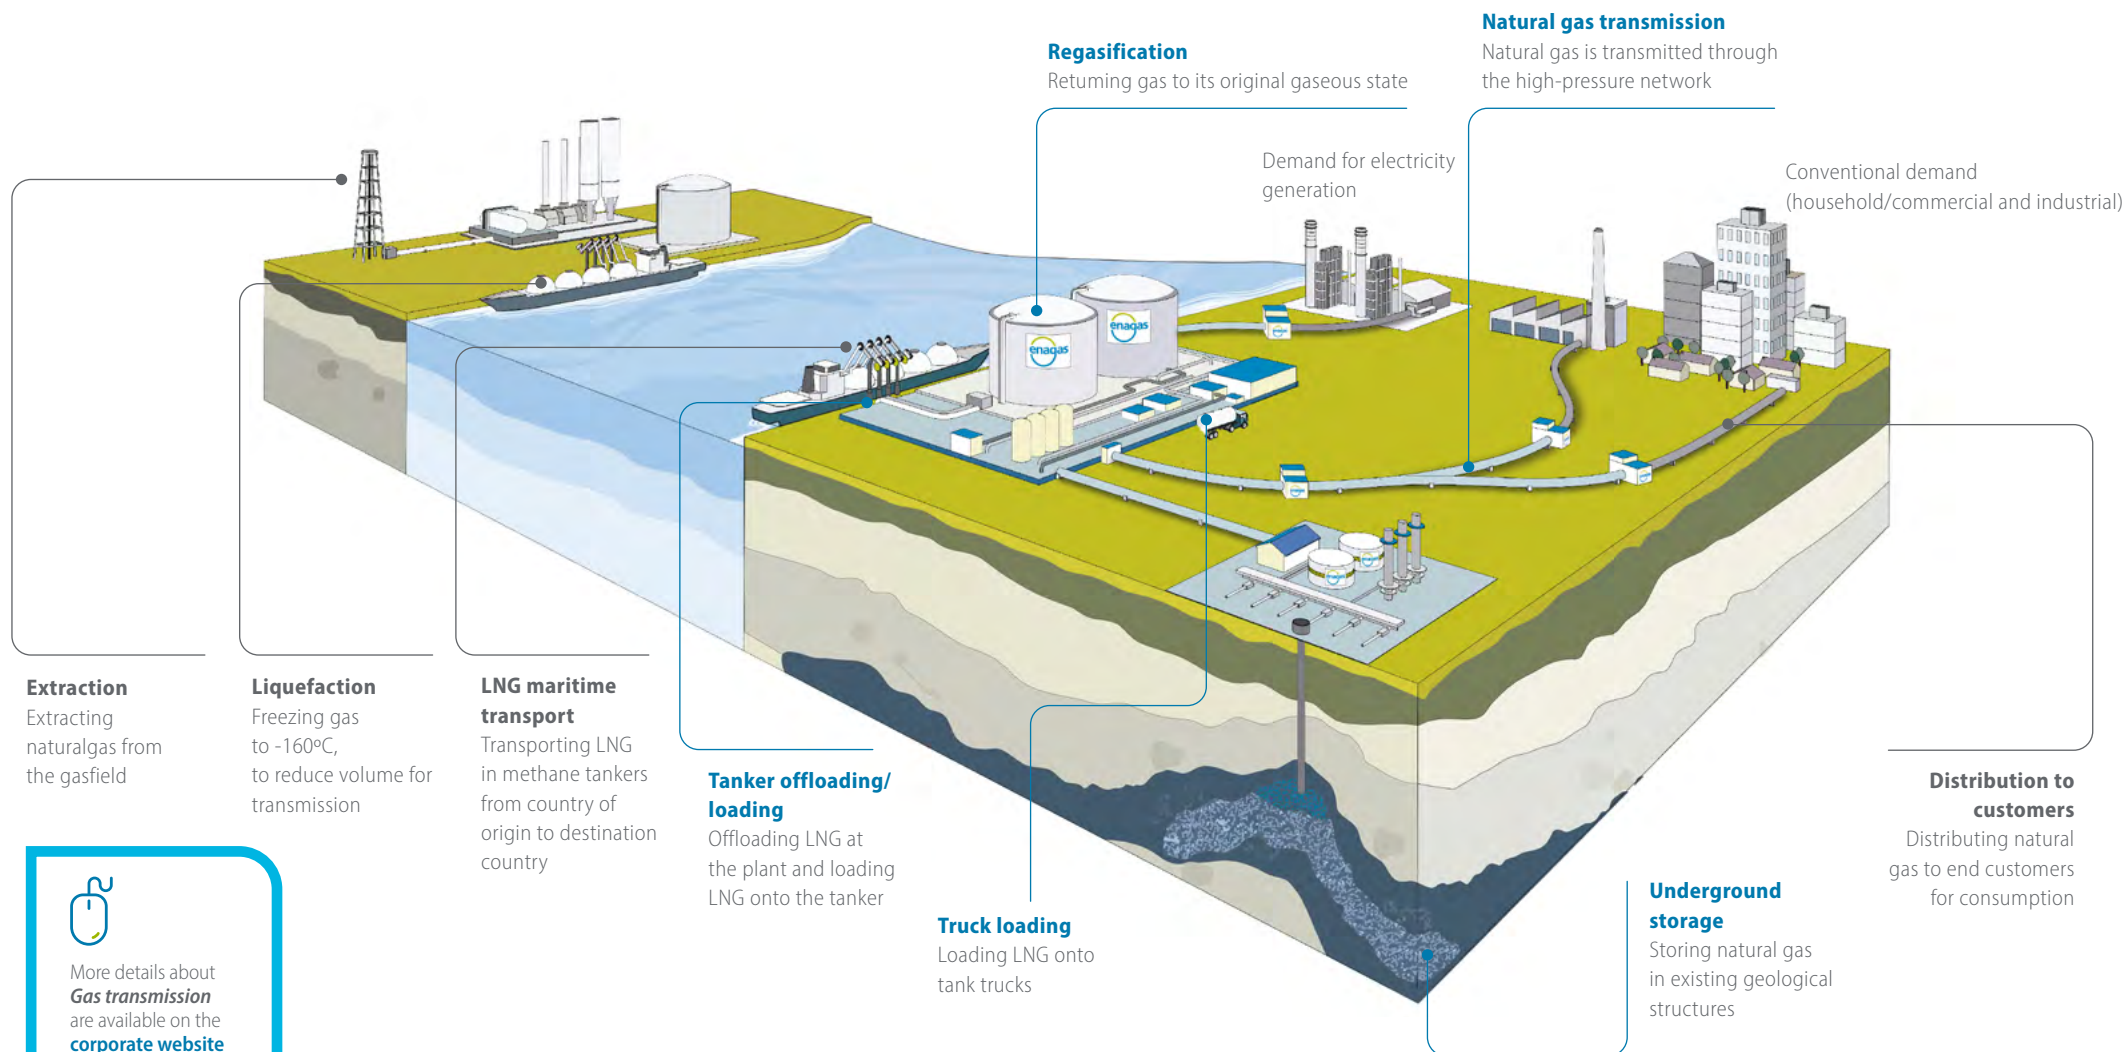 Natural gas transmission
Natural gas is transmitted through
the high-pressure network
Regasification
Retuming gas to its original gaseous state
Demand for electricity
generation
Conventional demand
(household/commercial and industrial)
enagas
enagas
Extraction
Extracting
naturalgas from
the gasfield
Liquefaction
Freezing gas
to -160ºC,
to reduce volume for
transmission
LNG maritime
transport
Transporting LNG
in methane tankers
from country of
origin to destination
country
Tanker offloading/
loading
Offloading LNG at
the plant and loading
LNG onto the tanker
Truck loading
Loading LNG onto
tank trucks
Underground
storage
Storing natural gas
in existing geological
structures
Distribution to
customers
Distributing natural
gas to end customers
for consumption
More details about
Gas transmission
are available on the
corporate website